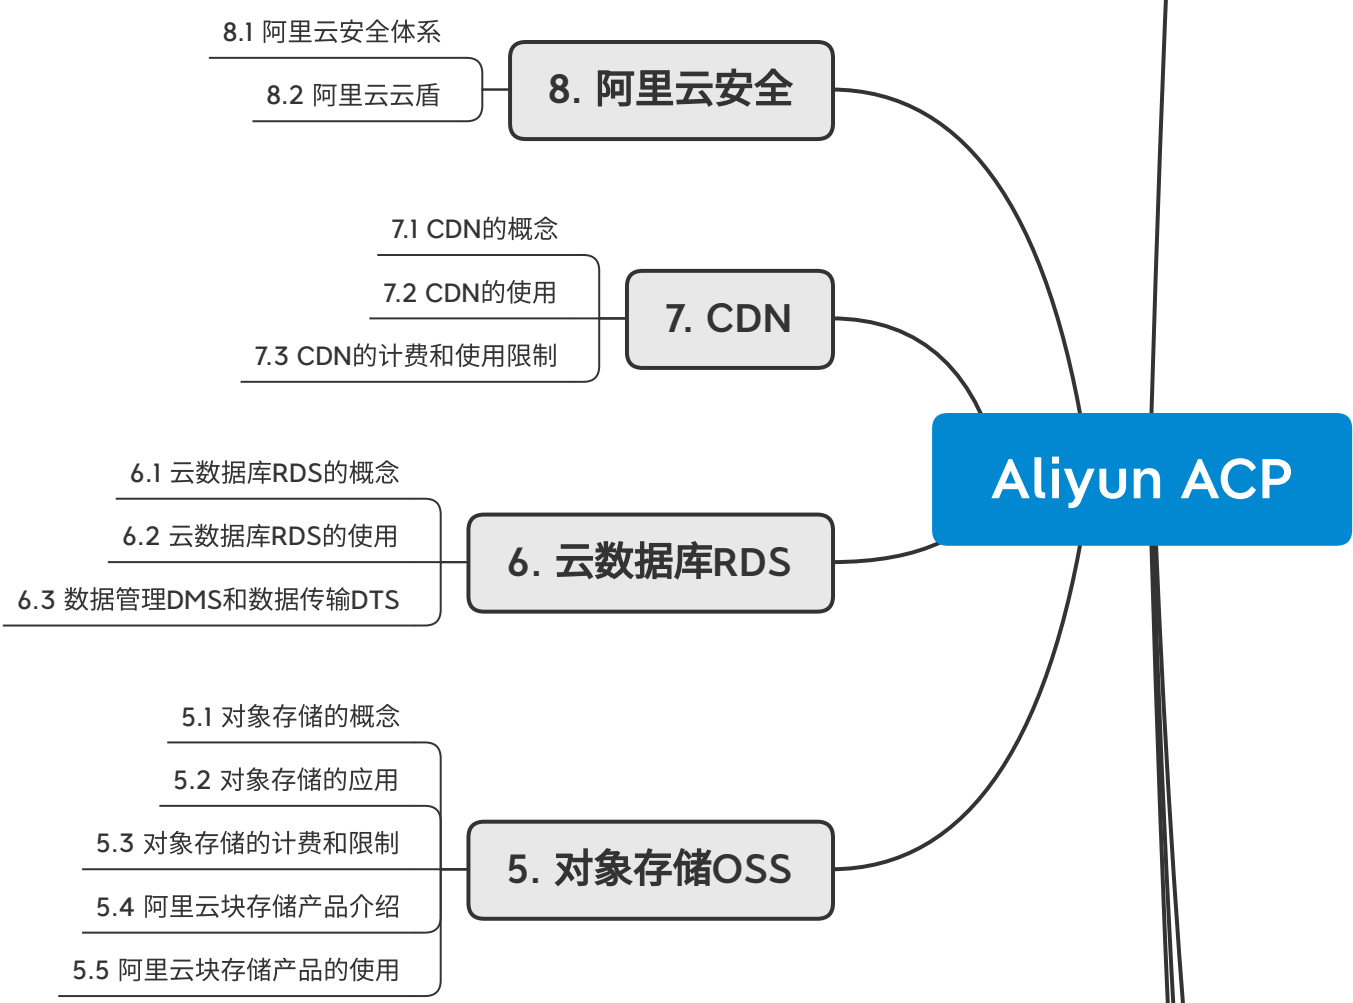 8.1 阿里云安全体系
8.2 阿里云云盾
8. 阿里云安全
7.1 CDN的概念
7.2 CDN的使用
7.3 CDN的计费和使用限制
7. CDN
Aliyun ACP
6.1 云数据库RDS的概念
6.2 云数据库RDS的使用
6.3 数据管理DMS和数据传输DTS
6. 云数据库RDS
5.1 对象存储的概念
5.2 对象存储的应用
5.3 对象存储的计费和限制
5.4 阿里云块存储产品介绍
5.5 阿里云块存储产品的使用
5. 对象存储OSS